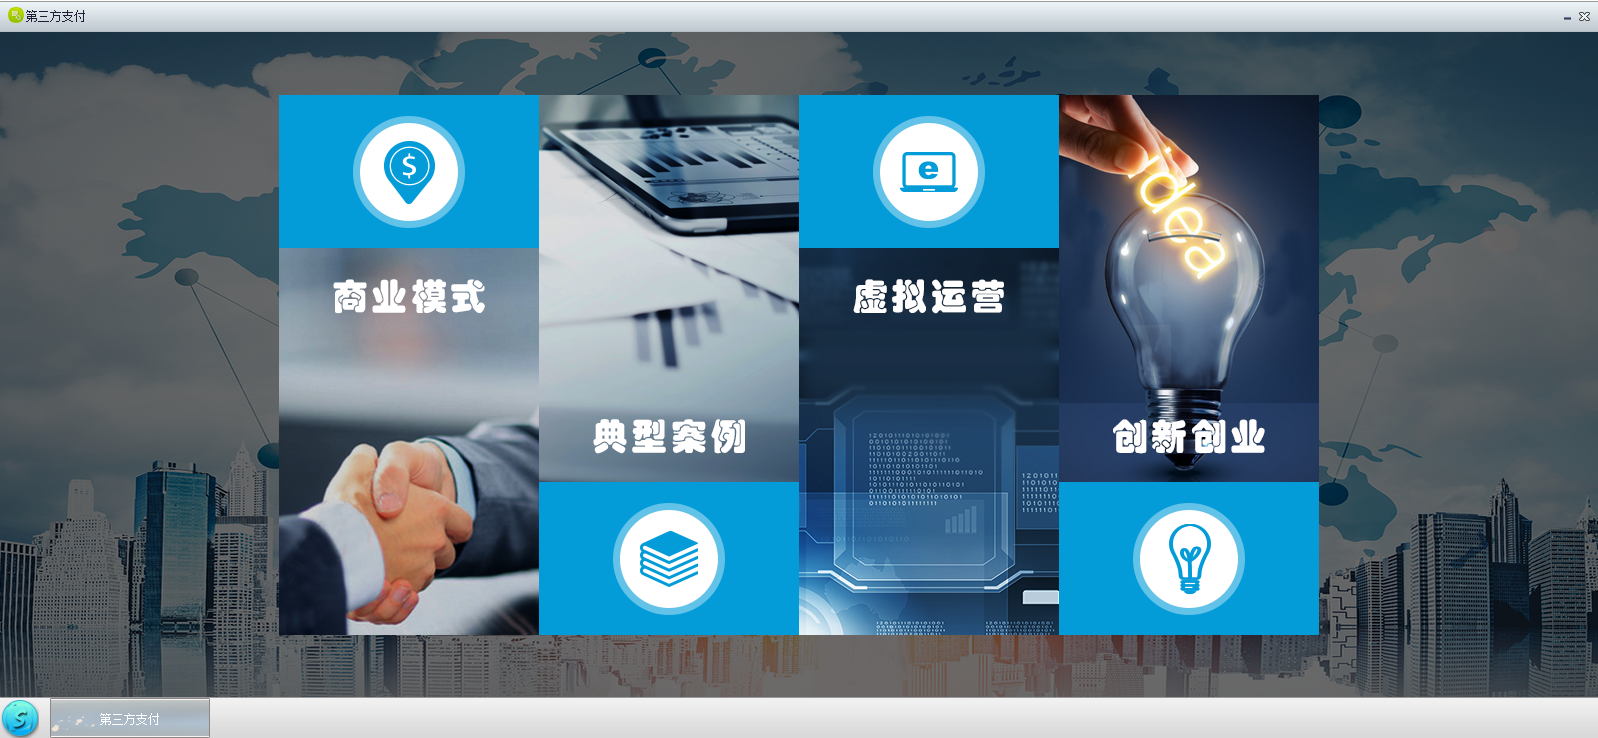 第三方支付
商业模式
典型案例
虚拟运营
idea
创新创业
第三方支付